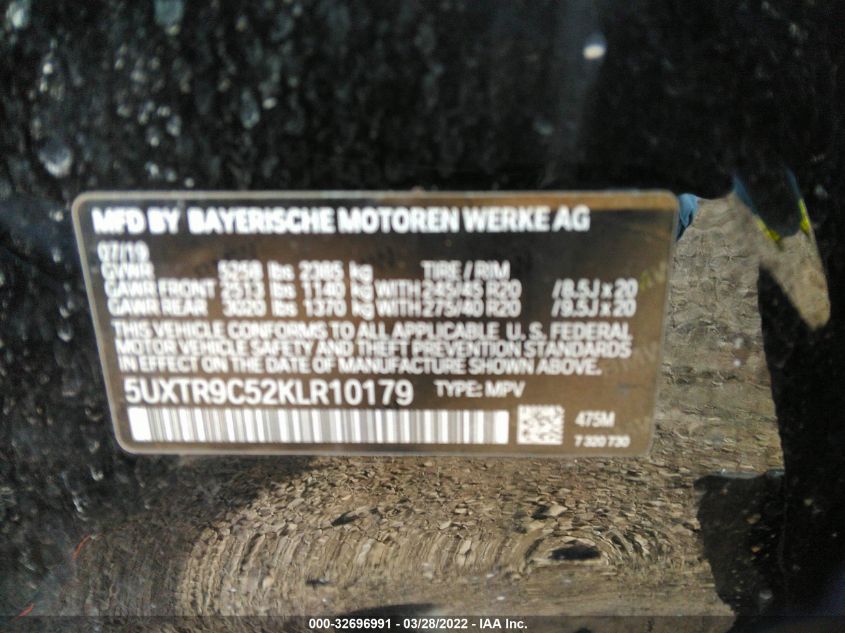 MFD BY BAYERISCHE MOTOREN WERKE AG
07/19
GVWR 5258 lbs 2385 kg TIRE / RIM
GAWR FRONT 2513 lbs 1140 kg WITH 245/45 R20 /8.5J x 20
GAWR REAR 3020 lbs 1370 kg WITH 275/40 R20 /9.5J x 20
THIS VEHICLE CONFORMS TO ALL APPLICABLE U. S. FEDERAL
MOTOR VEHICLE SAFETY AND THEFT PREVENTION STANDARDS
IN EFFECT ON THE DATE OF MANUFACTURE SHOWN ABOVE.
5UXTR9C52KLR10179 TYPE: MPV
475M
7 320 730
000-32696991 — 03/28/2022 — IAA Inc.